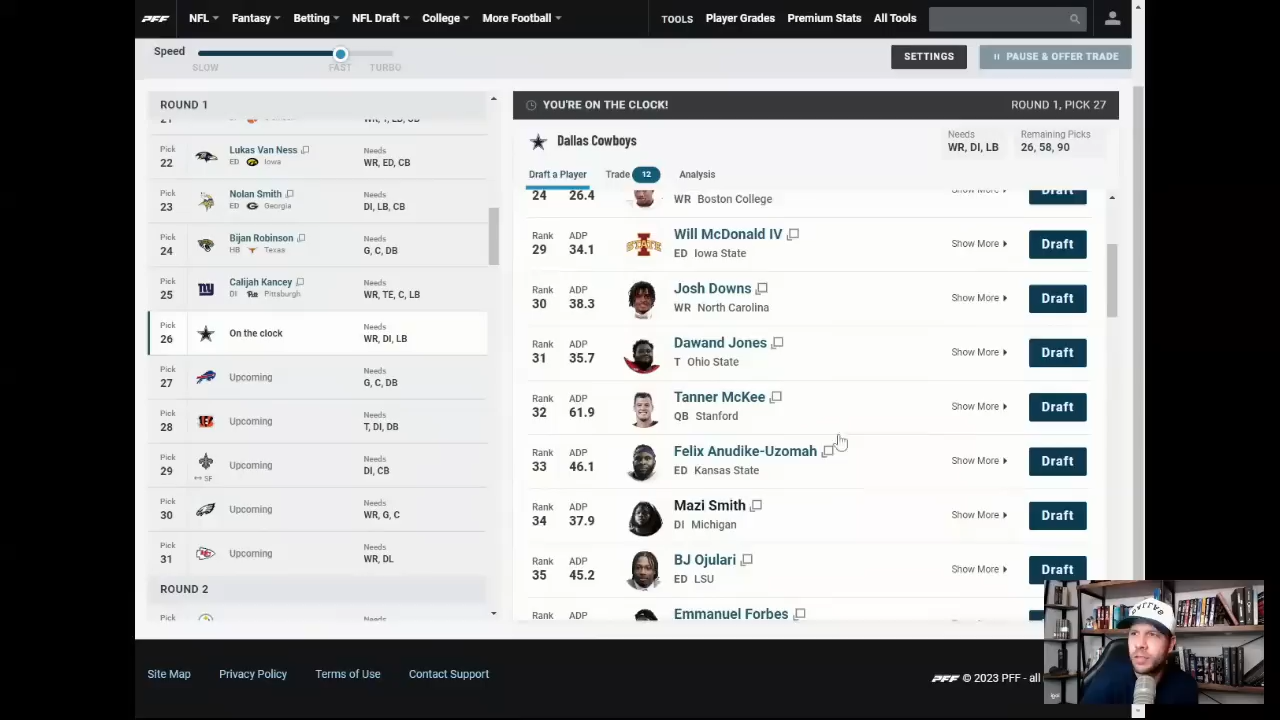 PFF
NFL
Fantasy
Betting
NFL Draft
College
More Football
TOOLS
Player Grades
Premium Stats
All Tools
Speed
SLOW
FAST
TURBO
SETTINGS
PAUSE & OFFER TRADE
ROUND 1
Pick
22
Lukas Van Ness
ED Iowa
Needs
WR, ED, CB
Pick
23
Nolan Smith
ED Georgia
Needs
DI, LB, CB
Pick
24
Bijan Robinson
HB Texas
Needs
G, C, DB
Pick
25
Calijah Kancey
DI Pittsburgh
Needs
WR, TE, C, LB
Pick
26
On the clock
Needs
WR, DI, LB
Pick
27
Upcoming
Needs
G, C, DB
Pick
28
Upcoming
Needs
T, DI, DB
Pick
29
SF
Upcoming
Needs
DI, CB
Pick
30
Upcoming
Needs
WR, G, C
Pick
31
Upcoming
Needs
WR, DL
ROUND 2
Pick
Needs
YOU'RE ON THE CLOCK!
ROUND 1, PICK 27
Dallas Cowboys
Needs
WR, DI, LB
Remaining Picks
26, 58, 90
Draft a Player
Trade 12
Analysis
24 26.4
WR Boston College
Show More
Draft
Rank ADP
29 34.1
Will McDonald IV
ED Iowa State
Show More
Draft
Rank ADP
30 38.3
Josh Downs
WR North Carolina
Show More
Draft
Rank ADP
31 35.7
Dawand Jones
T Ohio State
Show More
Draft
Rank ADP
32 61.9
Tanner McKee
QB Stanford
Show More
Draft
Rank ADP
33 46.1
Felix Anudike-Uzomah
ED Kansas State
Show More
Draft
Rank ADP
34 37.9
Mazi Smith
DI Michigan
Show More
Draft
Rank ADP
35 45.2
BJ Ojulari
ED LSU
Show More
Draft
Rank ADP
Emmanuel Forbes
Site Map
Privacy Policy
Terms of Use
Contact Support
PFF © 2023 PFF - all